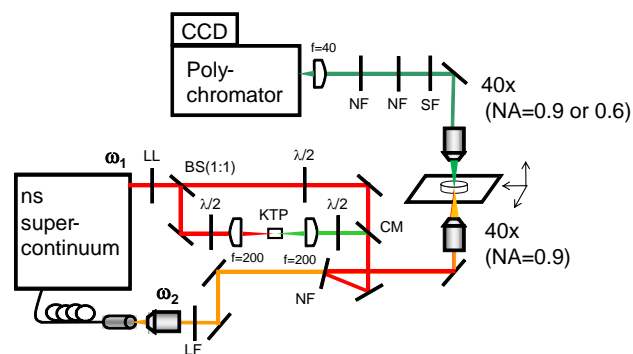 CCD
Poly-
chromator
f=40
NF
NF
SF
40x
(NA=0.9 or 0.6)
ω1
LL
BS(1:1)
λ/2
ns
super-
continuum
λ/2
KTP
λ/2
CM
40x
(NA=0.9)
f=200
f=200
NF
ω2
LF